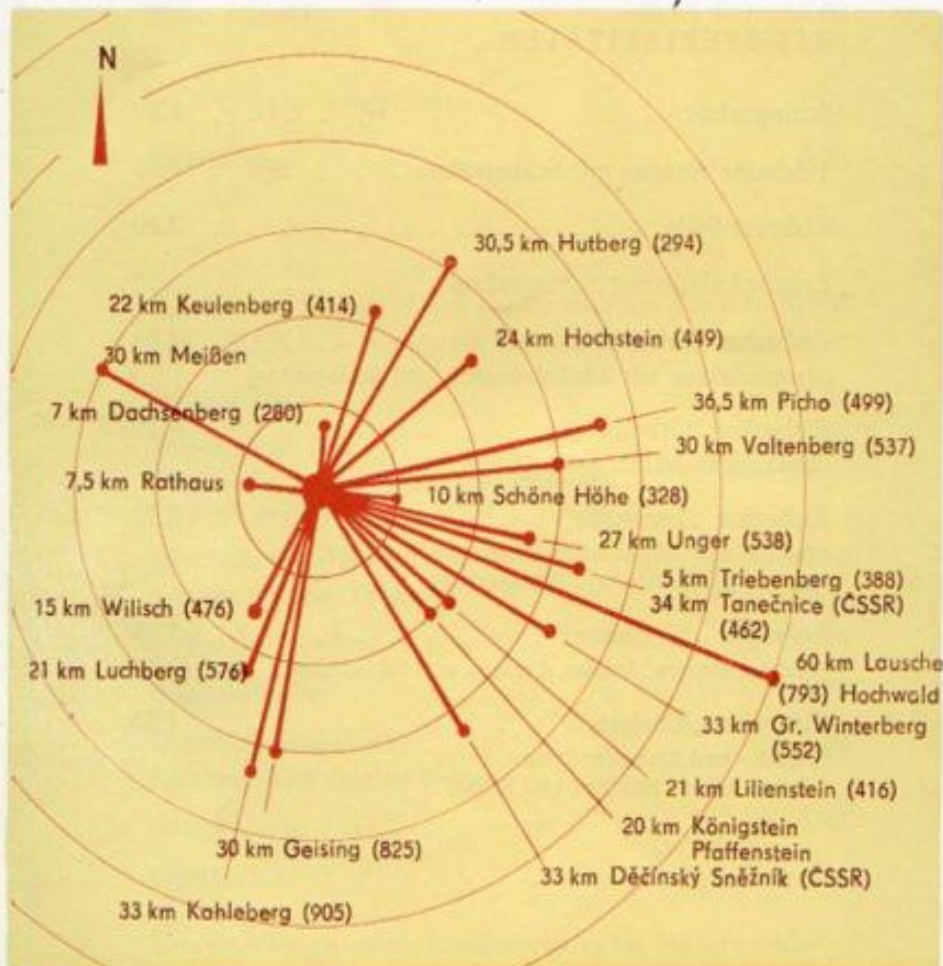 N
30,5 km Hutberg (294)
22 km Keulenberg (414)
24 km Hochstein (449)
30 km Meißen
36,5 km Picho (499)
7 km Dachsenberg (280)
30 km Valtenberg (537)
7,5 km Rathaus
10 km Schöne Höhe (328)
27 km Unger (538)
5 km Triebenberg (388)
15 km Wilisch (476)
34 km Tanečnice (ČSSR)
(462)
21 km Luchberg (576)
60 km Lausche
(793) Hochwald
33 km Gr. Winterberg
(552)
21 km Lilienstein (416)
20 km Königstein
Pfaffenstein
30 km Geising (825)
33 km Děčínský Sněžník (ČSSR)
33 km Kahleberg (905)